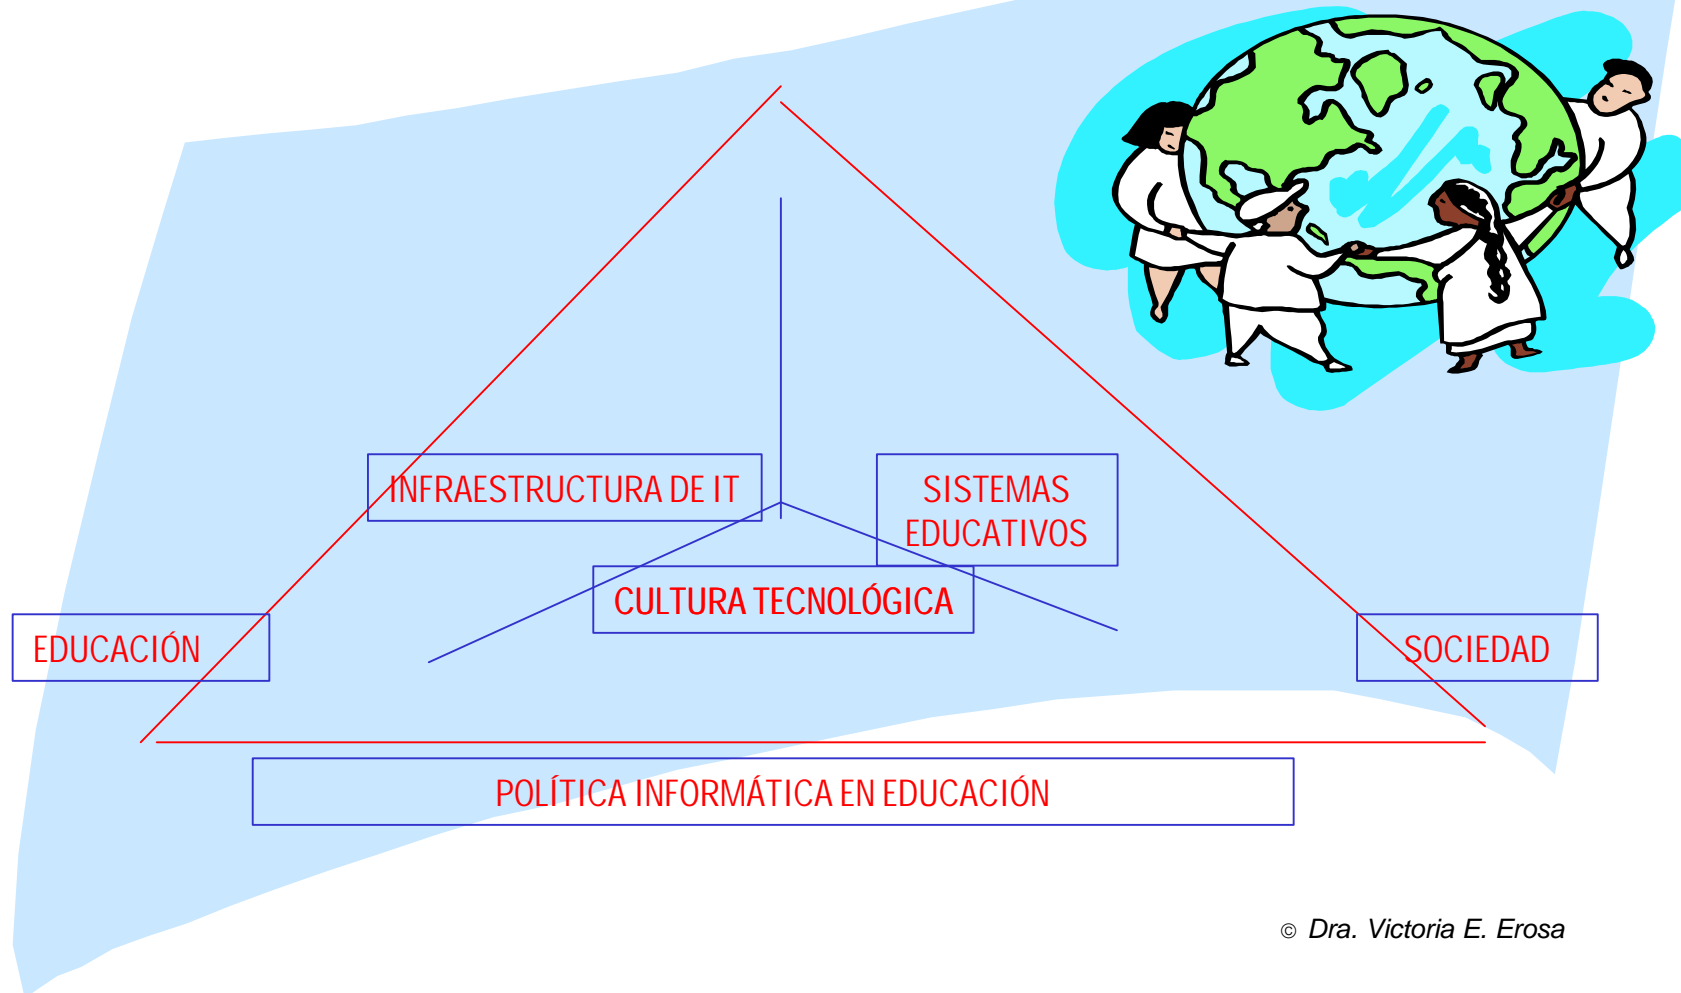 INFRAESTRUCTURA DE IT
SISTEMAS
EDUCATIVOS
CULTURA TECNOLÓGICA
EDUCACIÓN
SOCIEDAD
POLÍTICA INFORMÁTICA EN EDUCACIÓN
© Dra. Victoria E. Erosa